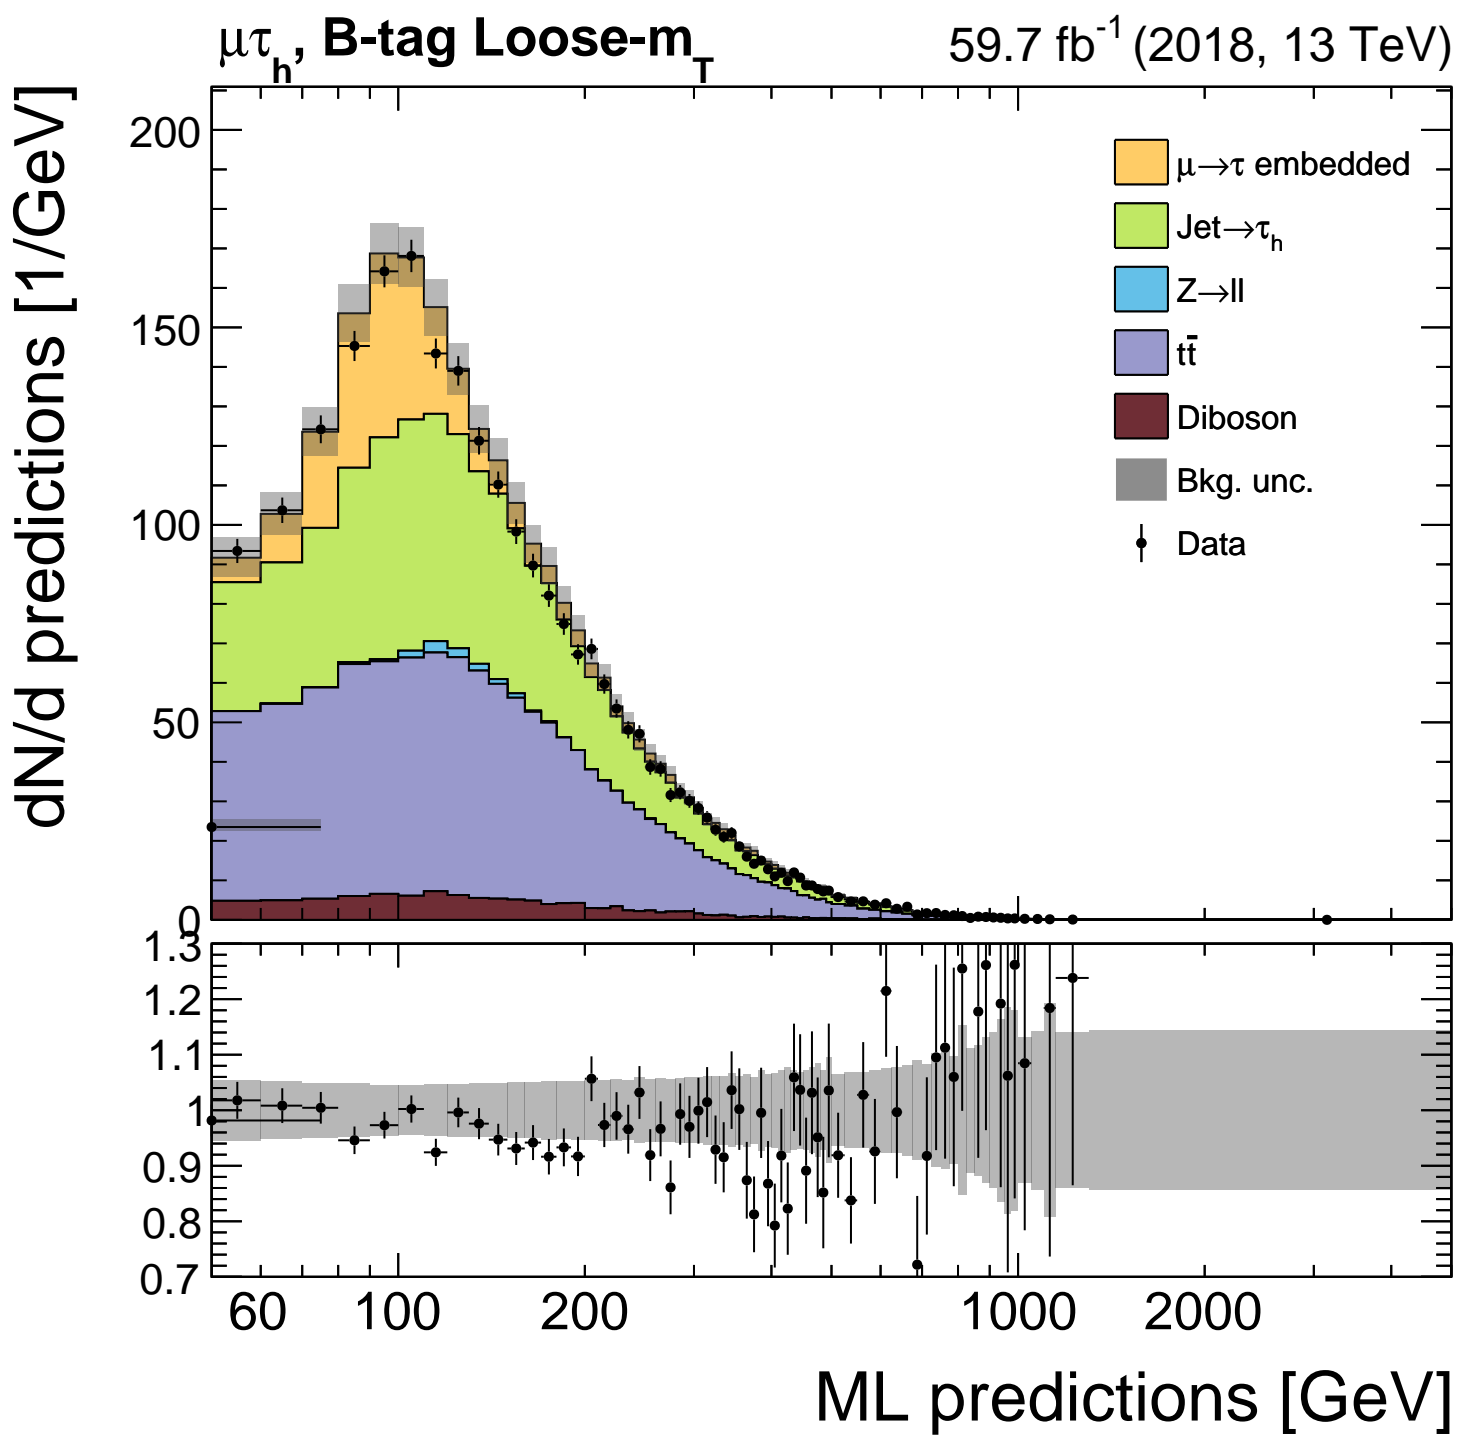 μτh, B-tag Loose-mT
59.7 fb-1 (2018, 13 TeV)
dN/d predictions [1/GeV]
200
150
100
50
0
μ→τ embedded
Jet→τh
Z→ll
tt̄
Diboson
Bkg. unc.
Data
1.3
1.2
1.1
1
0.9
0.8
0.7
60 100 200 1000 2000
ML predictions [GeV]